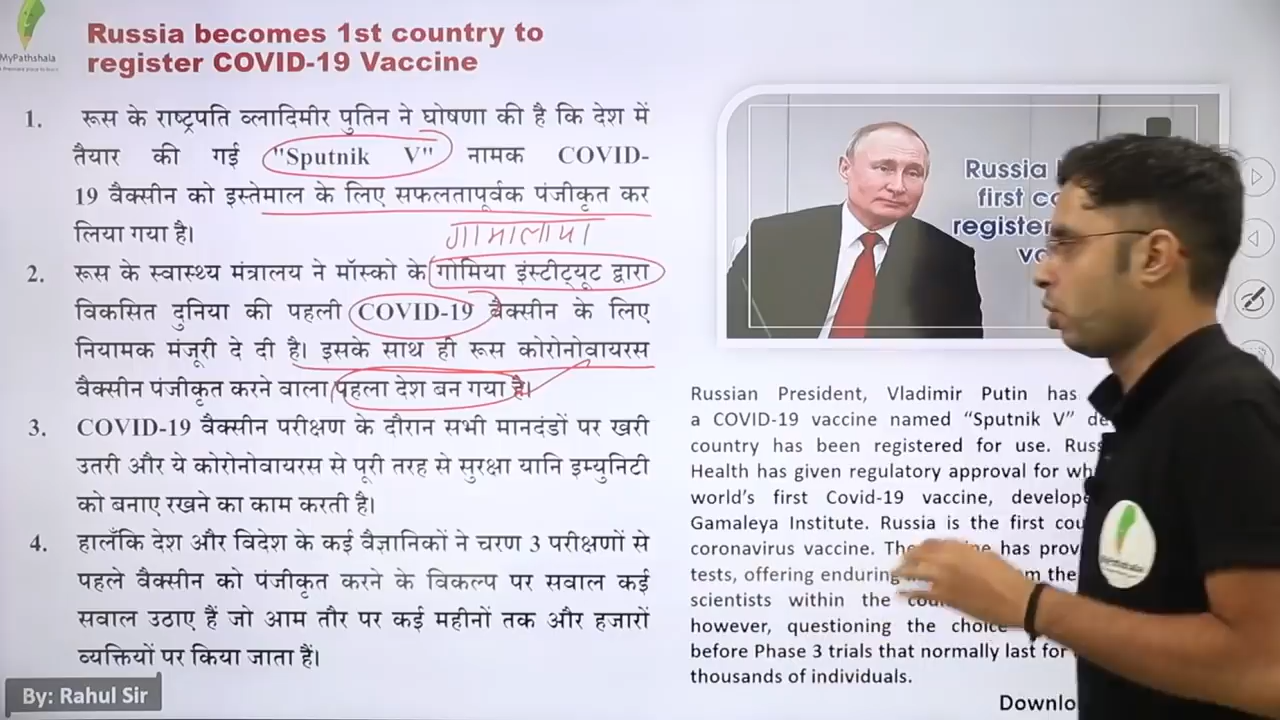 MyPathshala
Russia becomes 1st country to
register COVID-19 Vaccine
1. रूस के राष्ट्रपति व्लादिमीर पुतिन ने घोषणा की है कि देश में
तैयार की गई "Sputnik V" नामक COVID-
19 वैक्सीन को इस्तेमाल के लिए सफलतापूर्वक पंजीकृत कर
लिया गया है।
गामालाया
2. रूस के स्वास्थ्य मंत्रालय ने मॉस्को के गोमिया इंस्टीट्यूट द्वारा
विकसित दुनिया की पहली COVID-19 वैक्सीन के लिए
नियामक मंजूरी दे दी है। इसके साथ ही रूस कोरोनोवायरस
वैक्सीन पंजीकृत करने वाला पहला देश बन गया है।
3. COVID-19 वैक्सीन परीक्षण के दौरान सभी मानदंडों पर खरी
उतरी और ये कोरोनोवायरस से पूरी तरह से सुरक्षा यानि इम्युनिटी
को बनाए रखने का काम करती है।
4. हालँकि देश और विदेश के कई वैज्ञानिकों ने चरण 3 परीक्षणों से
पहले वैक्सीन को पंजीकृत करने के विकल्प पर सवाल कई
सवाल उठाए हैं जो आम तौर पर कई महीनों तक और हजारों
व्यक्तियों पर किया जाता हैं।
By: Rahul Sir
Russia
first
register
Russian President, Vladimir Putin has
a COVID-19 vaccine named “Sputnik V”
country has been registered for use.
Health has given regulatory approval for
world’s first Covid-19 vaccine,
Gamaleya Institute. Russia is the first
coronavirus vaccine. has
tests, offering enduring the
scientists within the
however, questioning the choice
before Phase 3 trials that normally last for
thousands of individuals.
MyPathshala